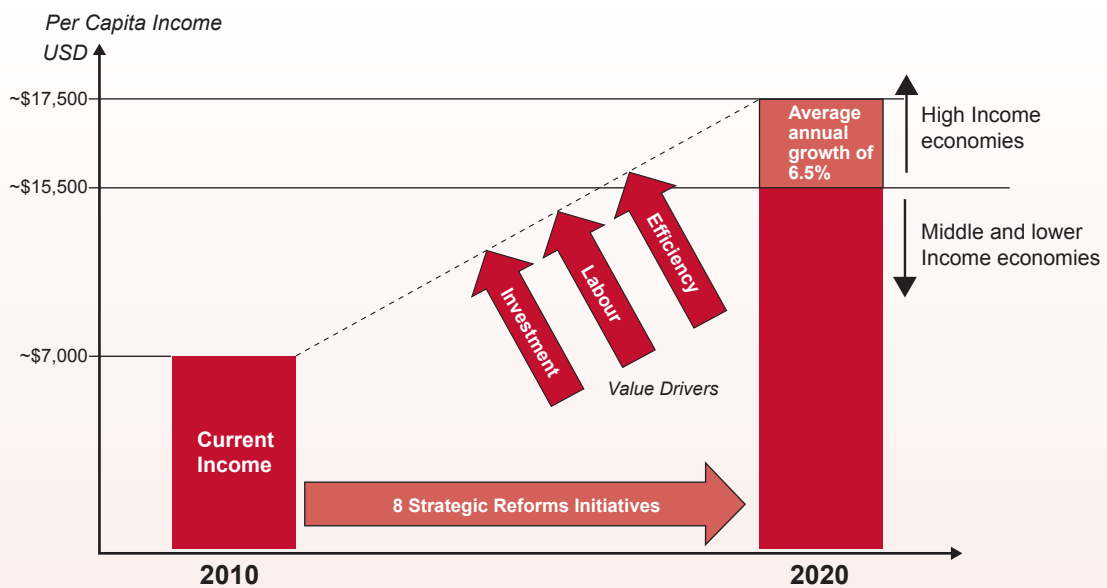 Per Capita Income
USD
~$17,500
~$15,500
~$7,000
Average
annual
growth of
6.5%
High Income
economies
Middle and lower
Income economies
Investment
Labour
Efficiency
Value Drivers
Current
Income
8 Strategic Reforms Initiatives
2010
2020